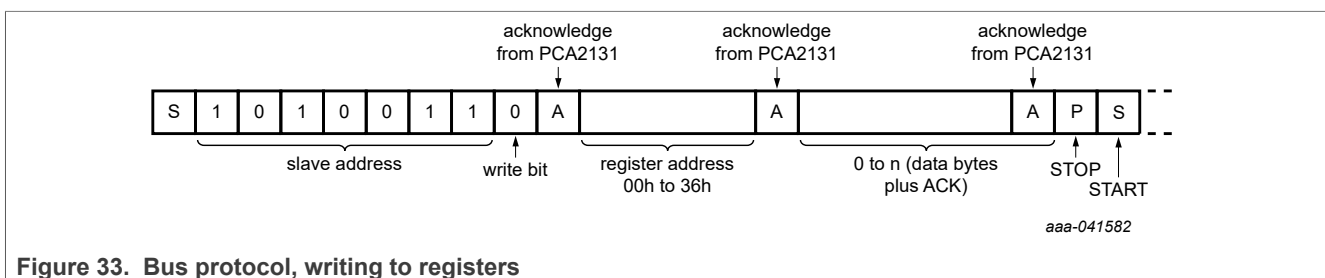 acknowledge acknowledge acknowledge
from PCA2131 from PCA2131 from PCA2131
S 1 0 1 0 0 1 1 0 A A A P S
slave address write bit register address 0 to n (data bytes STOP
00h to 36h plus ACK) START
aaa-041582
Figure 33. Bus protocol, writing to registers